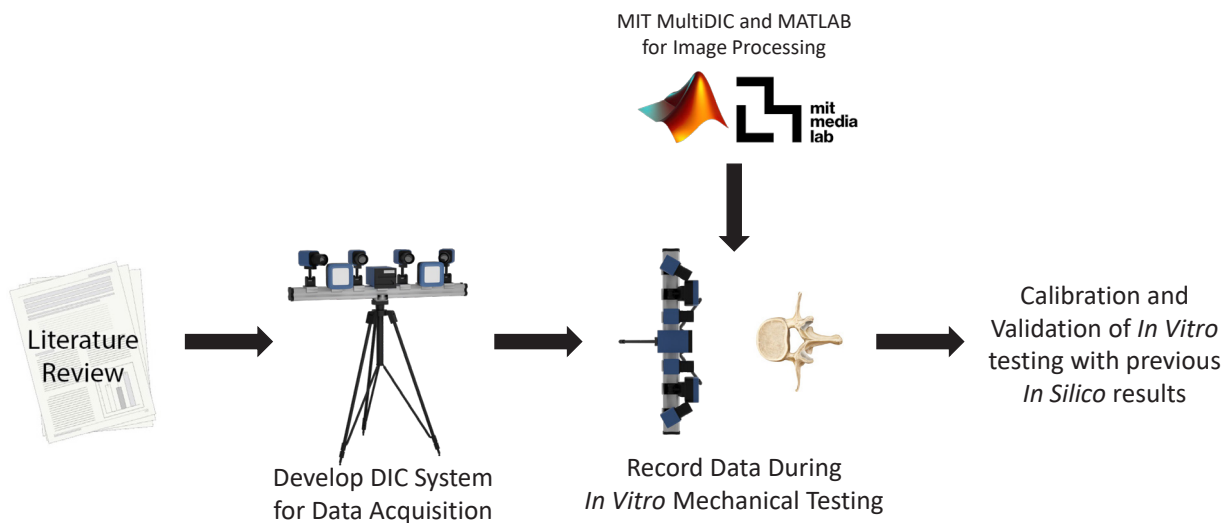 MIT MultiDIC and MATLAB
for Image Processing
mit
media
lab
Literature
Review
Develop DIC System
for Data Acquisition
Record Data During
In Vitro Mechanical Testing
Calibration and
Validation of In Vitro
testing with previous
In Silico results